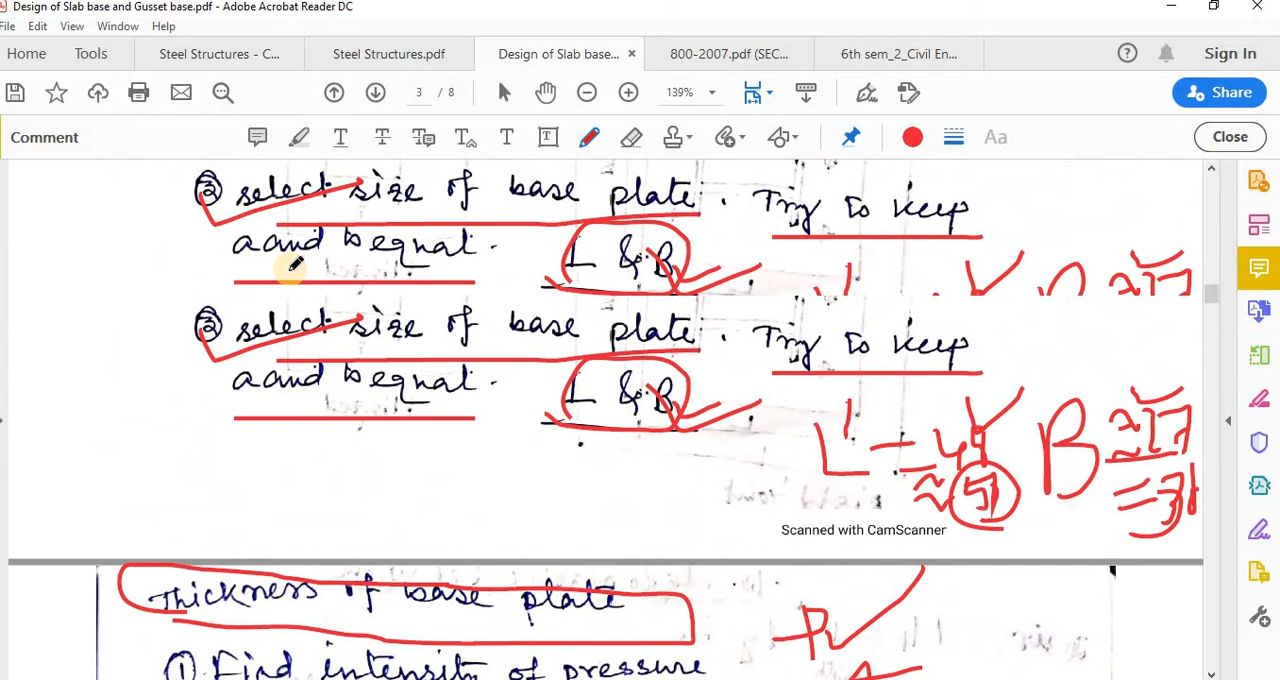 Design of Slab base and Gusset base.pdf - Adobe Acrobat Reader DC
File Edit View Window Help
Home Tools Steel Structures - C... Steel Structures.pdf Design of Slab base... × 800-2007.pdf (SEC... 6th sem_2_Civil En... Sign In
3 / 8 139% Share
Comment Close
③ select size of base plate. Try to keep
a and b equal. L & B
③ select size of base plate. Try to keep
a and b equal. L & B
L = B
Scanned with CamScanner
Thickness of base plate
① Find intensity of pressure